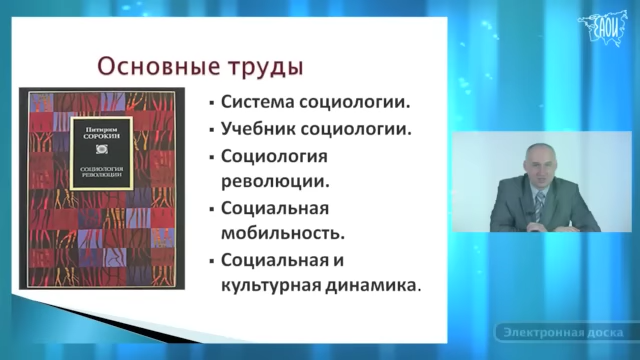 Основные труды
Питирим
СОРОКИН
СОЦИОЛОГИЯ
РЕВОЛЮЦИИ
▪ Система социологии.
▪ Учебник социологии.
▪ Социология
революции.
▪ Социальная
мобильность.
▪ Социальная и
культурная динамика.
ЕАОИ
Электронная доска